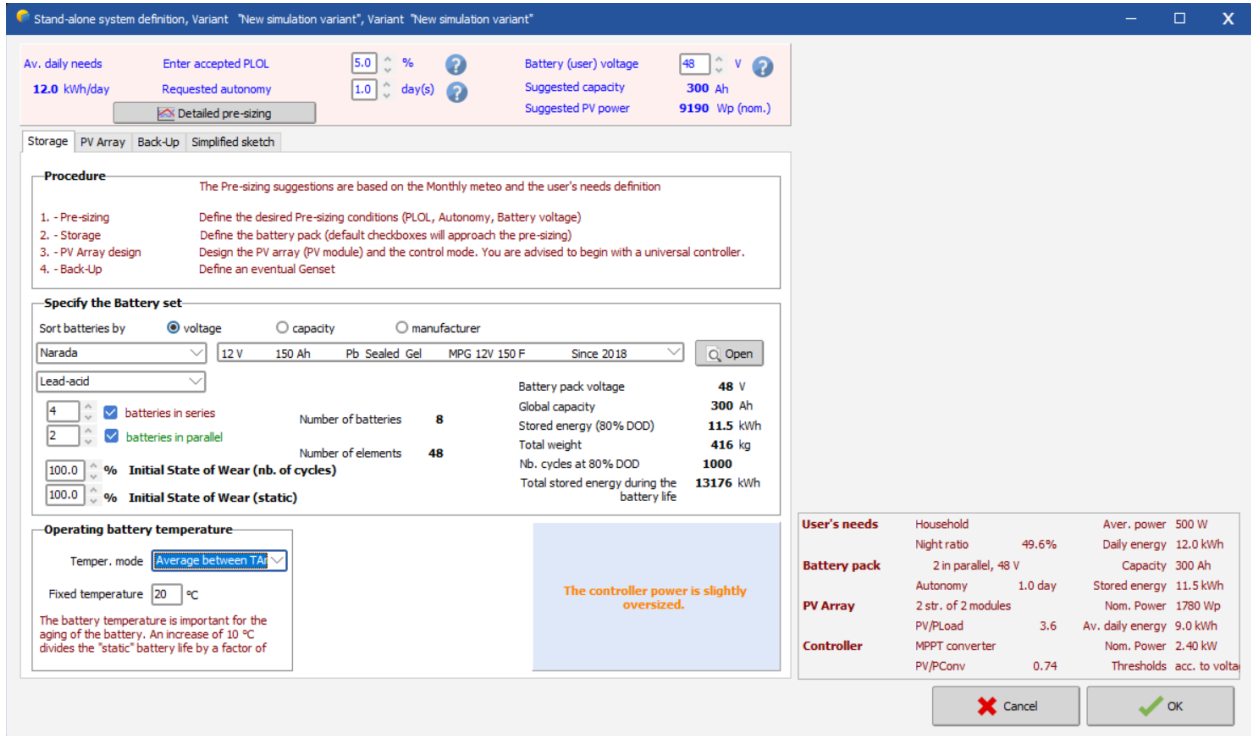 Stand-alone system definition, Variant "New simulation variant", Variant "New simulation variant"
Av. daily needs Enter accepted PLOL 5.0 % ? Battery (user) voltage 48 V ?
12.0 kWh/day Requested autonomy 1.0 day(s) ? Suggested capacity 300 Ah
Detailed pre-sizing Suggested PV power 9190 Wp (nom.)
Storage PV Array Back-Up Simplified sketch
Procedure
The Pre-sizing suggestions are based on the Monthly meteo and the user's needs definition
1. - Pre-sizing Define the desired Pre-sizing conditions (PLOL, Autonomy, Battery voltage)
2. - Storage Define the battery pack (default checkboxes will approach the pre-sizing)
3. - PV Array design Design the PV array (PV module) and the control mode. You are advised to begin with a universal controller.
4. - Back-Up Define an eventual Genset
Specify the Battery set
Sort batteries by voltage capacity manufacturer
Narada 12 V 150 Ah Pb Sealed Gel MPG 12V 150 F Since 2018 Open
Lead-acid
4 batteries in series
2 batteries in parallel
Number of batteries 8
Number of elements 48
100.0 % Initial State of Wear (nb. of cycles)
100.0 % Initial State of Wear (static)
Battery pack voltage 48 V
Global capacity 300 Ah
Stored energy (80% DOD) 11.5 kWh
Total weight 416 kg
Nb. cycles at 80% DOD 1000
Total stored energy during the 13176 kWh
battery life
Operating battery temperature
Temper. mode Average between TAr
Fixed temperature 20 °C
The battery temperature is important for the
aging of the battery. An increase of 10 °C
divides the "static" battery life by a factor of
The controller power is slightly
oversized.
User's needs Household Aver. power 500 W
Night ratio 49.6% Daily energy 12.0 kWh
Battery pack 2 in parallel, 48 V Capacity 300 Ah
Autonomy 1.0 day Stored energy 11.5 kWh
PV Array 2 str. of 2 modules Nom. Power 1780 Wp
PV/PLoad 3.6 Av. daily energy 9.0 kWh
Controller MPPT converter Nom. Power 2.40 kW
PV/PConv 0.74 Thresholds acc. to volta
Cancel OK